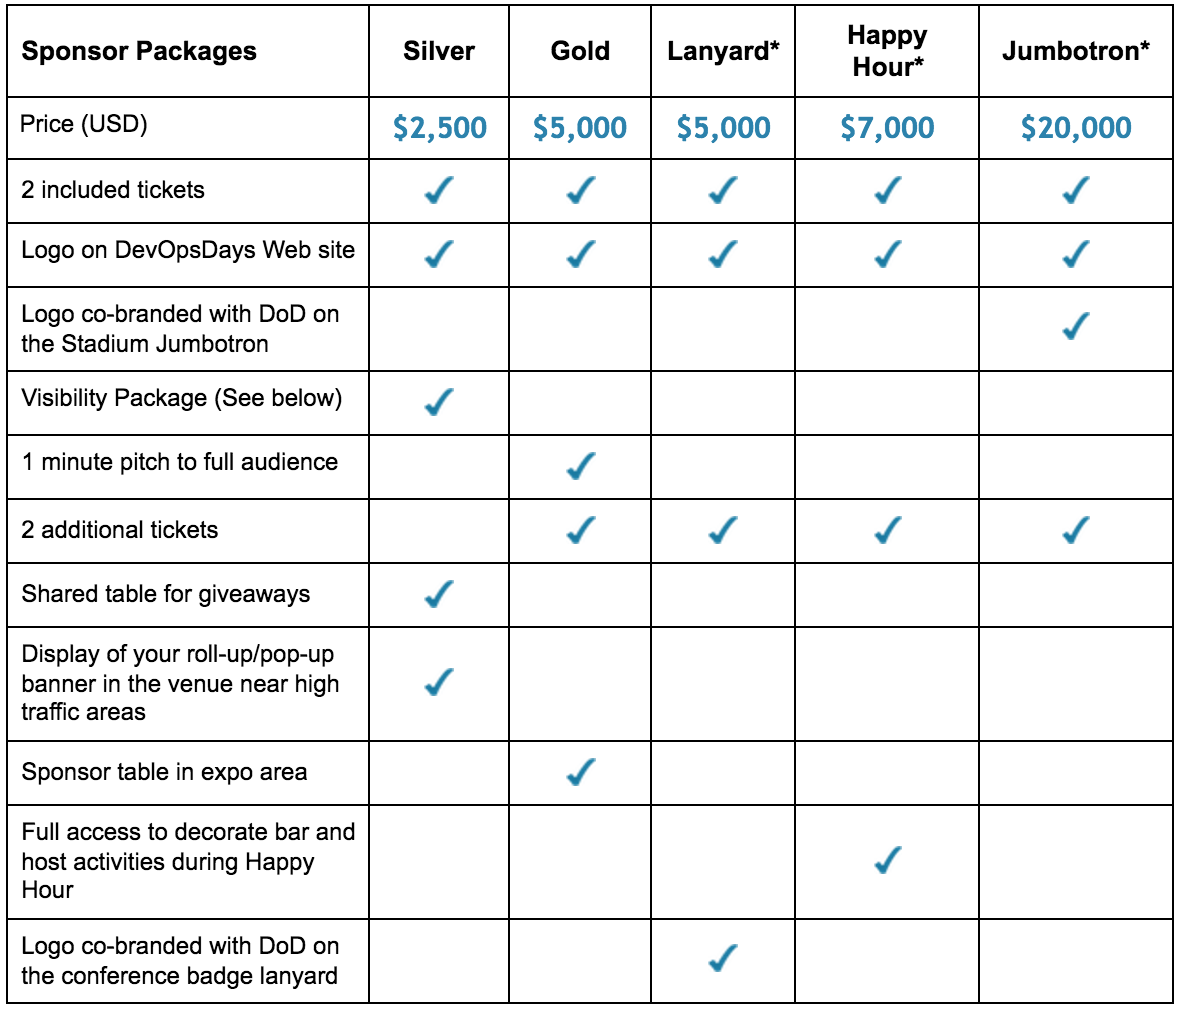 Sponsor Packages Silver Gold Lanyard* Happy Hour* Jumbotron*
Price (USD) $2,500 $5,000 $5,000 $7,000 $20,000
2 included tickets ✔ ✔ ✔ ✔ ✔
Logo on DevOpsDays Web site ✔ ✔ ✔ ✔ ✔
Logo co-branded with DoD on
the Stadium Jumbotron ✔
Visibility Package (See below) ✔
1 minute pitch to full audience ✔
2 additional tickets ✔ ✔ ✔ ✔
Shared table for giveaways ✔
Display of your roll-up/pop-up
banner in the venue near high
traffic areas ✔
Sponsor table in expo area ✔
Full access to decorate bar and
host activities during Happy
Hour ✔
Logo co-branded with DoD on
the conference badge lanyard ✔